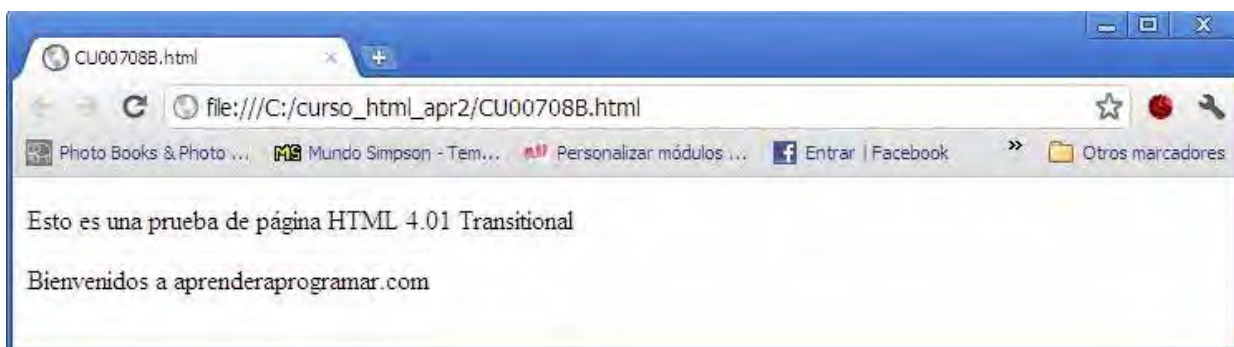 CU00708B.html
file:///C:/curso_html_apr2/CU00708B.html
Photo Books & Photo ... Mundo Simpson - Tem... Personalizar módulos ... Entrar | Facebook » Otros marcadores
Esto es una prueba de página HTML 4.01 Transitional
Bienvenidos a aprenderaprogramar.com